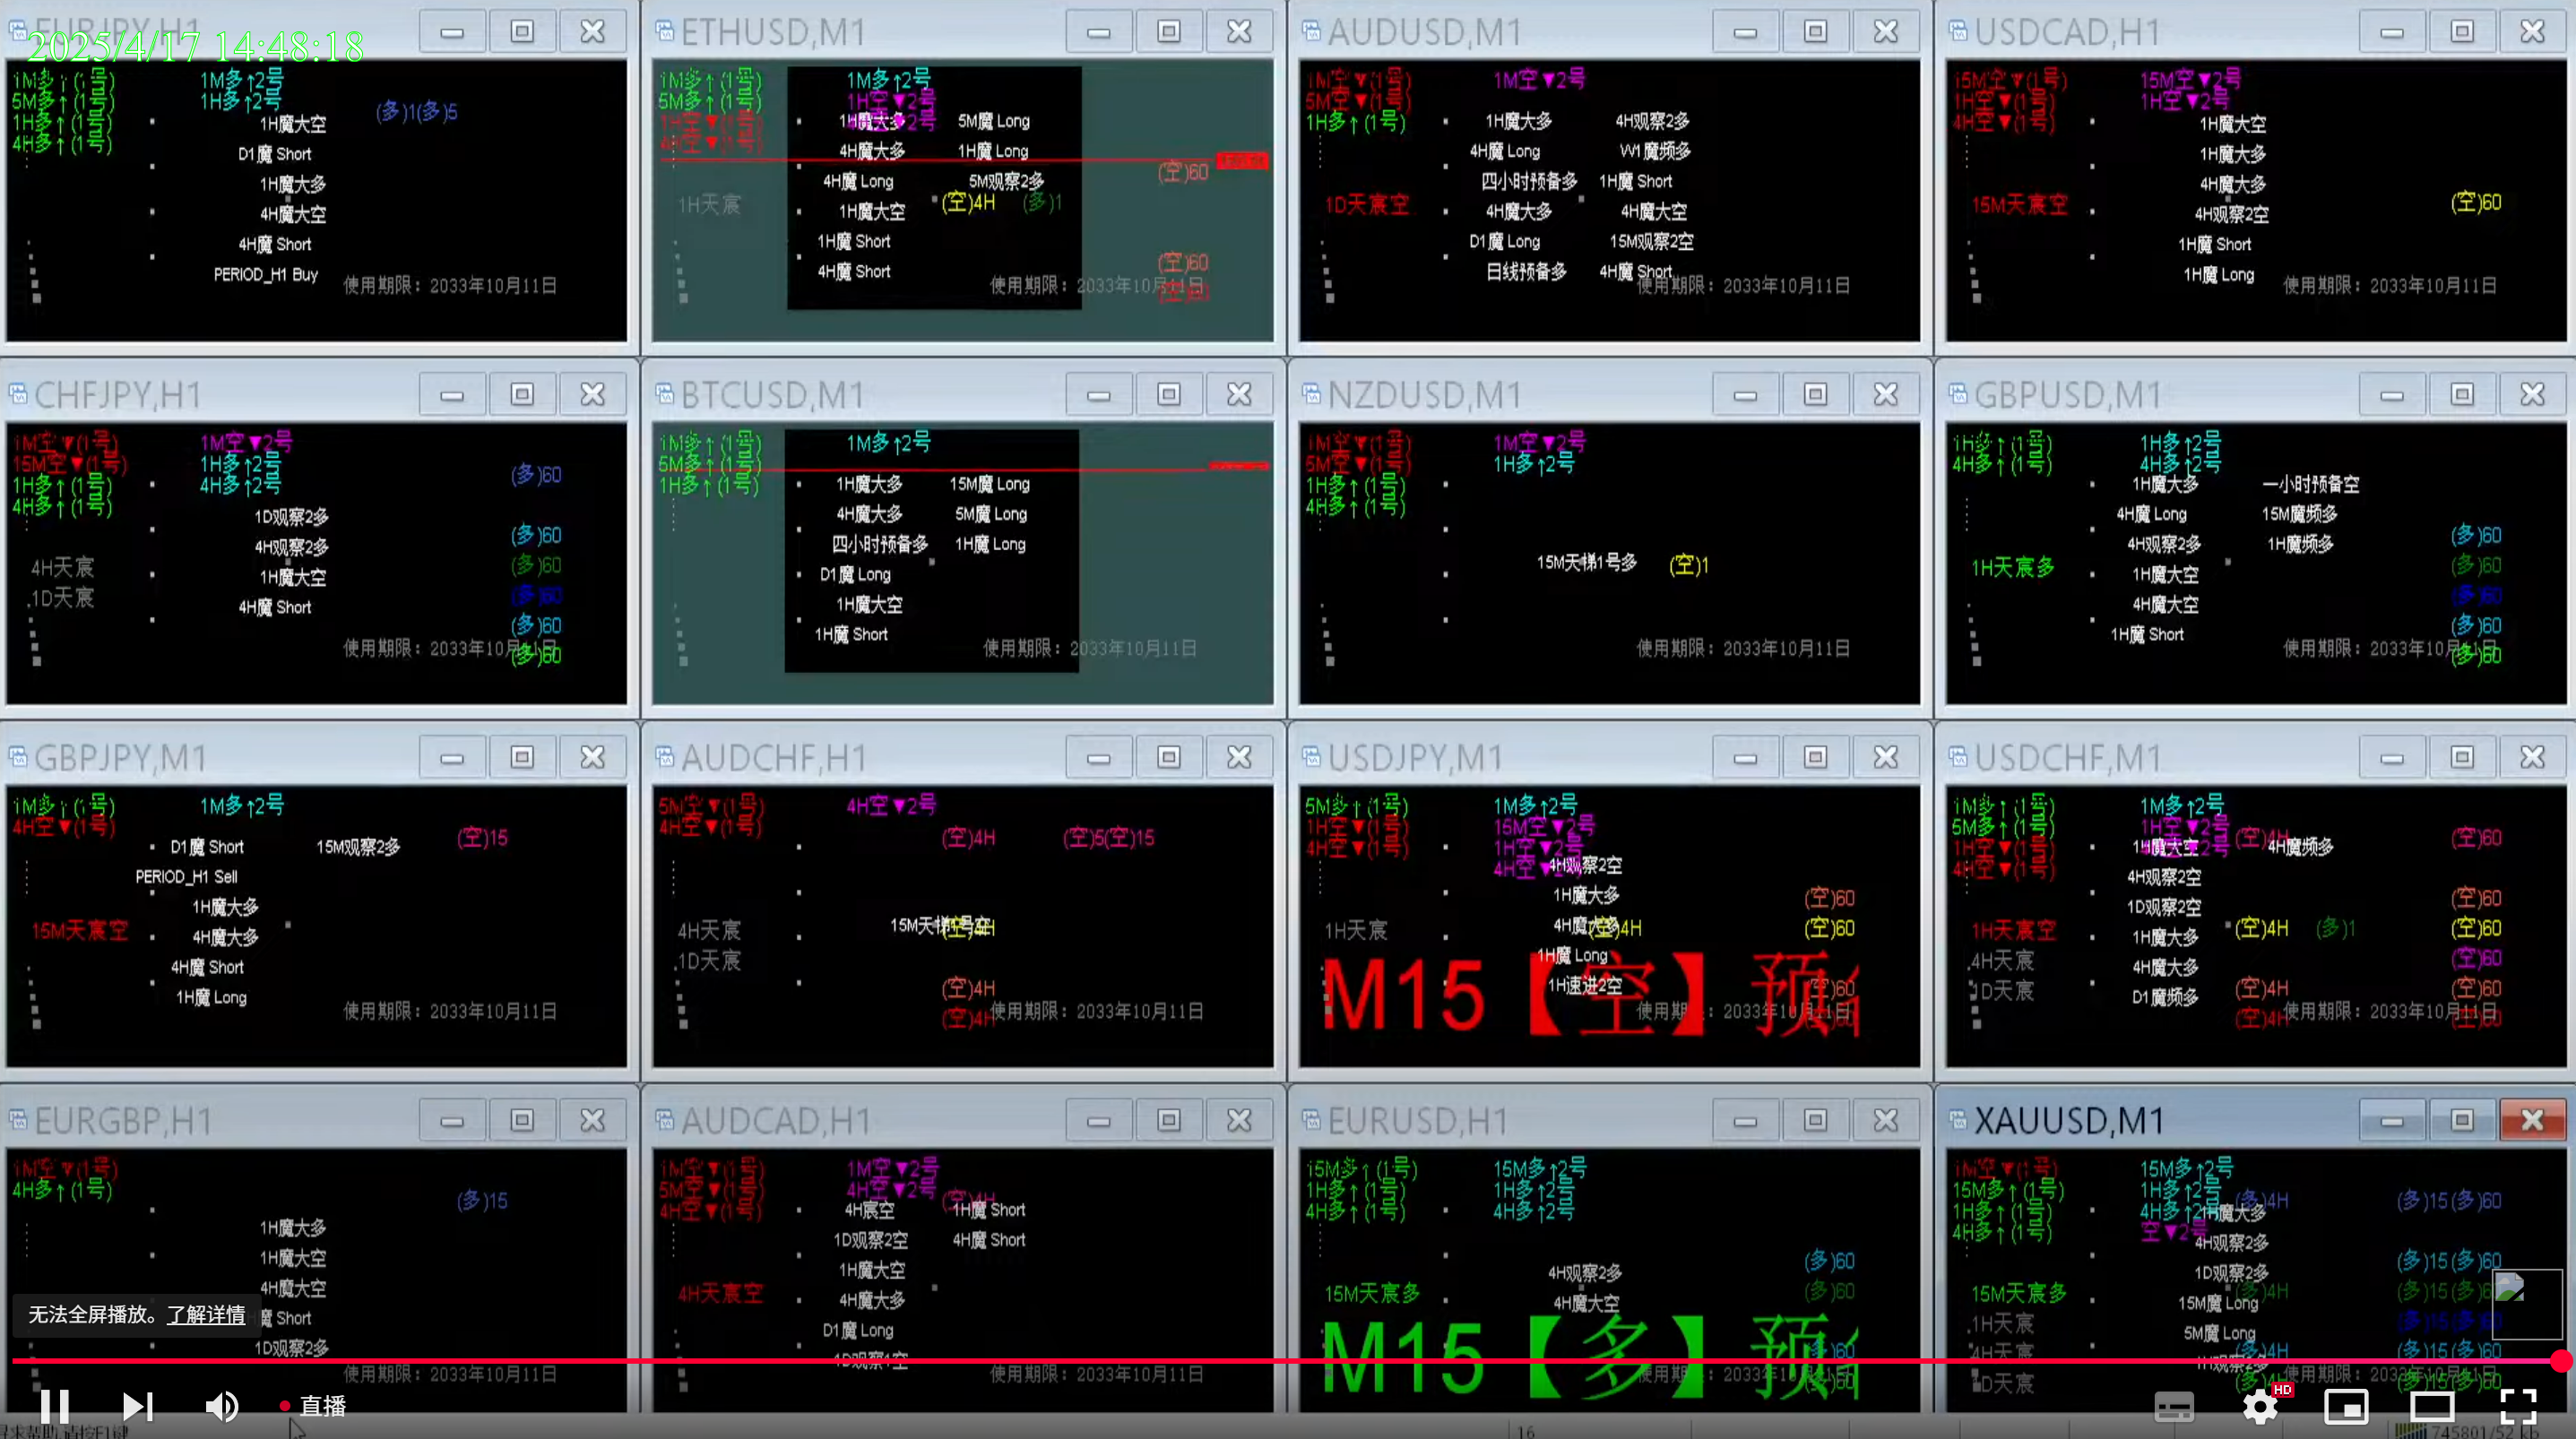 EURJPY,H1
2025/4/17 14:48:18
1M多↑(1号)
5M多↑(1号)
1H多↑(1号)
4H多↑(1号)
1M多↑2号
1H多↑2号
(多)1(多)5
1H魔大空
D1魔 Short
1H魔大多
4H魔大空
4H魔 Short
PERIOD_H1 Buy
使用期限：2033年10月11日
ETHUSD,M1
1M多↑(1号)
5M多↑(1号)
1H空▼(1号)
4H空▼(1号)
1M多↑2号
1H空▼2号
1H魔大多
5M魔 Long
4H魔大多
1H魔 Long
4H魔 Long
5M观察2多
1H魔大空
(空)4H
(多)1
1H魔 Short
4H魔 Short
1H天宸
(空)60
(空)60
(空)60
使用期限：2033年10月11日
AUDUSD,M1
1M空▼(1号)
5M空▼(1号)
1H多↑(1号)
1M空▼2号
1H魔大多
4H观察2多
4H魔 Long
W1魔频多
四小时预备多
1H魔 Short
4H魔大多
4H魔大空
D1魔 Long
15M观察2空
日线预备多
4H魔 Short
1D天宸空
使用期限：2033年10月11日
USDCAD,H1
15M空▼(1号)
1H空▼(1号)
4H空▼(1号)
15M空▼2号
1H空▼2号
1H魔大空
1H魔大多
4H魔大多
4H观察2空
1H魔 Short
1H魔 Long
15M天宸空
(空)60
使用期限：2033年10月11日
CHFJPY,H1
1M空▼(1号)
15M空▼(1号)
1H多↑(1号)
4H多↑(1号)
1M空▼2号
1H多↑2号
4H多↑2号
1D观察2多
4H观察2多
1H魔大空
4H魔 Short
4H天宸
1D天宸
(多)60
(多)60
(多)60
(多)60
(多)60
(多)60
使用期限：2033年10月11日
BTCUSD,M1
1M多↑(1号)
5M多↑(1号)
1H多↑(1号)
1M多↑2号
1H魔大多
15M魔 Long
4H魔大多
5M魔 Long
四小时预备多
1H魔 Long
D1魔 Long
1H魔大空
1H魔 Short
使用期限：2033年10月11日
NZDUSD,M1
1M空▼(1号)
5M空▼(1号)
1H多↑(1号)
4H多↑(1号)
1M空▼2号
1H多↑2号
15M天梯1号多
(空)1
使用期限：2033年10月11日
GBPUSD,M1
1H多↑(1号)
4H多↑(1号)
1H多↑2号
4H多↑2号
1H魔大多
一小时预备空
4H魔 Long
15M魔频多
4H观察2多
1H魔频多
1H魔大空
4H魔大空
1H魔 Short
1H天宸多
(多)60
(多)60
(多)60
(多)60
(多)60
使用期限：2033年10月11日
GBPJPY,M1
1M多↑(1号)
4H空▼(1号)
1M多↑2号
D1魔 Short
15M观察2多
(空)15
PERIOD_H1 Sell
1H魔大多
4H魔大多
4H魔 Short
1H魔 Long
15M天宸空
使用期限：2033年10月11日
AUDCHF,H1
5M空▼(1号)
4H空▼(1号)
4H空▼2号
(空)4H
(空)5(空)15
15M天梯1号空
(空)4H
4H天宸
1D天宸
(空)4H
(空)4H
使用期限：2033年10月11日
USDJPY,M1
5M多↑(1号)
1H空▼(1号)
4H空▼(1号)
1M多↑2号
15M空▼2号
1H空▼2号
4H空▼2号
4H观察2空
1H魔大多
4H魔大多
(空)4H
1H魔 Long
1H速进2空
1H天宸
(空)60
(空)60
(空)60
M15【空】预
使用期限：2033年10月11日
USDCHF,M1
1M多↑(1号)
5M多↑(1号)
1H空▼(1号)
4H空▼(1号)
1M多↑2号
1H空▼2号
1H魔大空
(空)4H
4H魔频多
4H观察2空
1D观察2空
1H魔大多
4H魔大多
D1魔频多
(空)4H
(多)1
(空)4H
(空)4H
1H天宸空
4H天宸
1D天宸
(空)60
(空)60
(空)60
(空)60
(空)60
(空)60
使用期限：2033年10月11日
EURGBP,H1
1M空▼(1号)
4H多↑(1号)
(多)15
1H魔大多
1H魔大空
4H魔大空
魔 Short
1D观察2多
使用期限：2033年10月11日
AUDCAD,H1
1M空▼(1号)
5M空▼(1号)
4H空▼(1号)
1M空▼2号
4H空▼2号
(空)4H
4H宸空
1H魔 Short
1D观察2空
4H魔 Short
1H魔大空
4H魔大多
D1魔 Long
1D观察1空
4H天宸空
使用期限：2033年10月11日
EURUSD,H1
15M多↑(1号)
1H多↑(1号)
4H多↑(1号)
15M多↑2号
1H多↑2号
4H多↑2号
4H观察2多
4H魔大空
15M天宸多
(多)60
(多)60
(多)60
M15【多】预
使用期限：2033年10月11日
XAUUSD,M1
1M空▼(1号)
15M多↑(1号)
1H多↑(1号)
4H多↑(1号)
15M多↑2号
1H多↑2号
4H多↑2号
空▼2号
(多)4H
(多)15(多)60
1H魔大多
4H观察2多
1D观察2多
(多)15(多)60
15M魔 Long
5M魔 Long
15M天宸多
1H天宸
4H天宸
1D天宸
(多)4H
(多)15(多)60
使用期限：2033年10月11日
无法全屏播放。了解详情
直播
HD
16
745801/52 kb